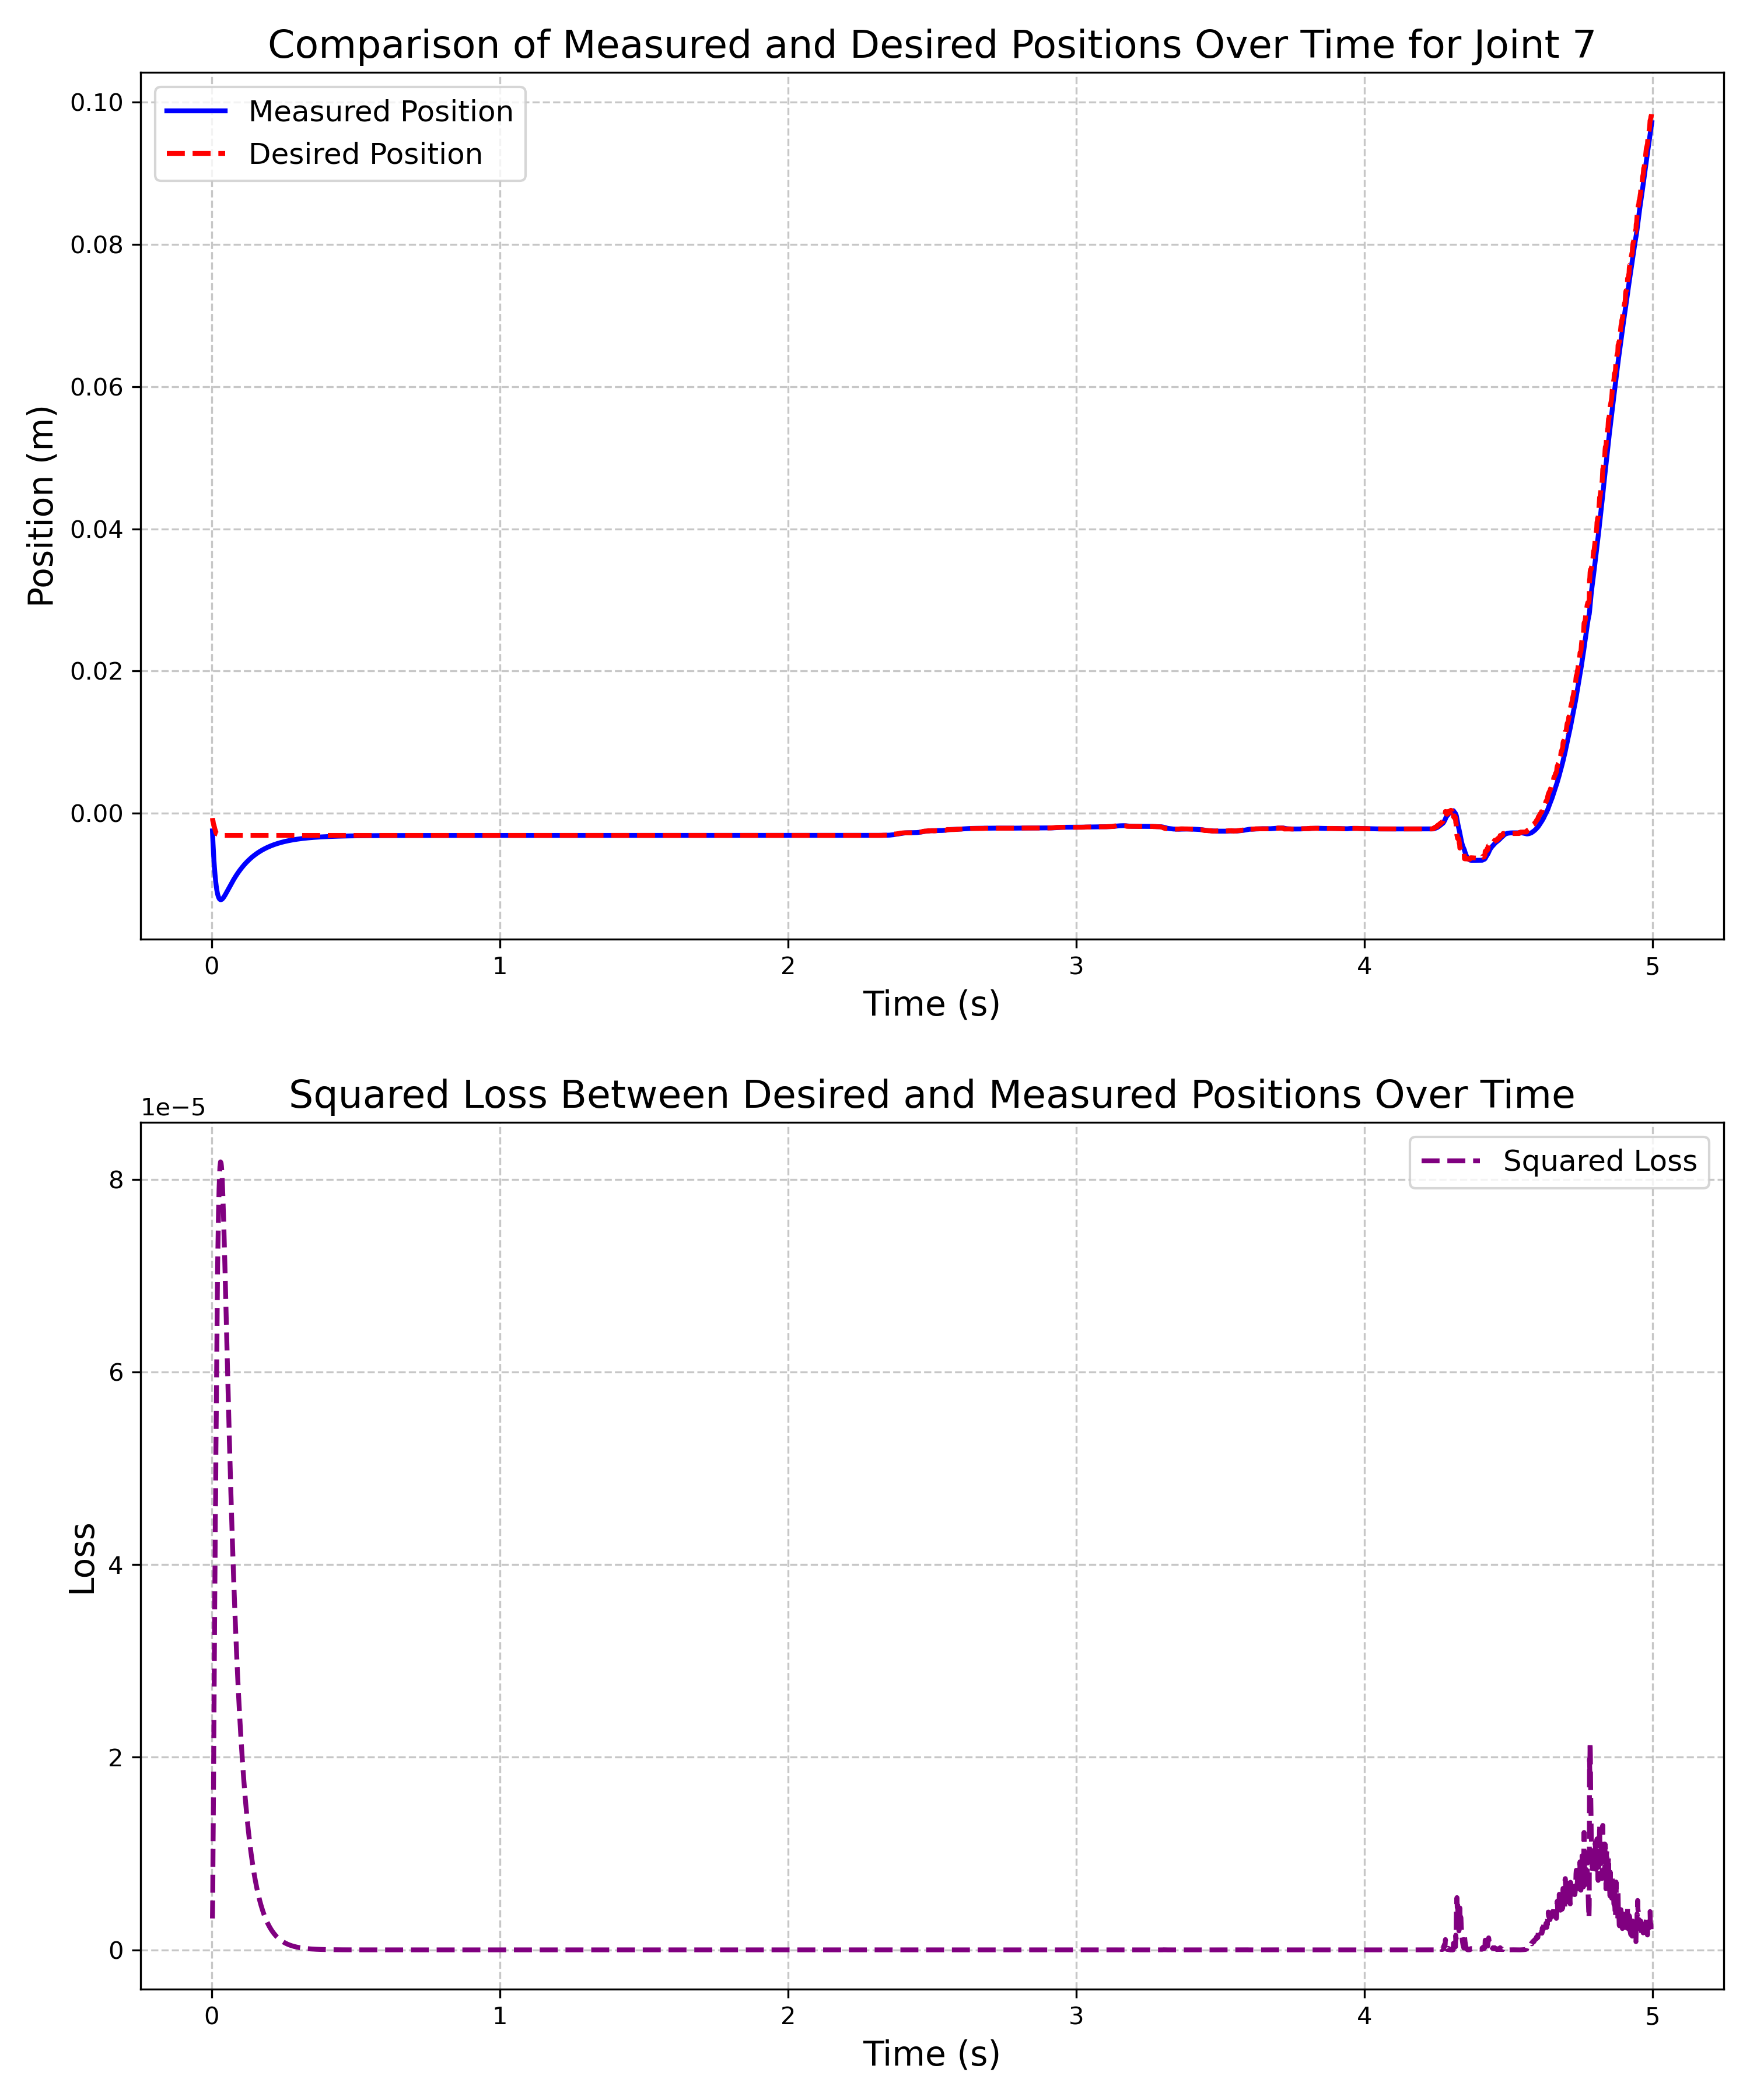 Comparison of Measured and Desired Positions Over Time for Joint 7
Measured Position
Desired Position
0.10
0.08
0.06
0.04
0.02
0.00
Position (m)
0 1 2 3 4 5
Time (s)
Squared Loss Between Desired and Measured Positions Over Time
1e−5
Squared Loss
8
6
4
2
0
Loss
0 1 2 3 4 5
Time (s)